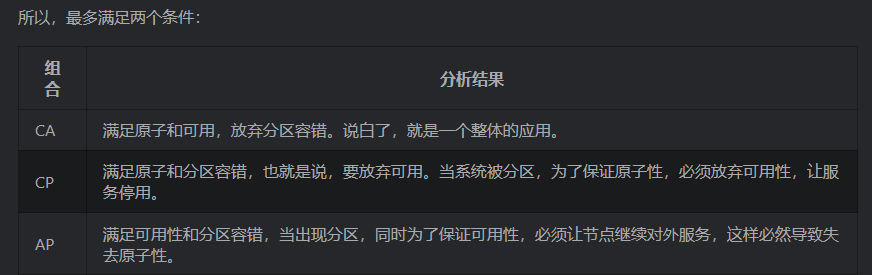 所以，最多满足两个条件：
组
合
分析结果
CA
满足原子和可用，放弃分区容错。说白了，就是一个整体的应用。
CP
满足原子和分区容错，也就是说，要放弃可用。当系统被分区，为了保证原子性，必须放弃可用性，让服
务停用。
AP
满足可用性和分区容错，当出现分区，同时为了保证可用性，必须让节点继续对外服务，这样必然导致失
去原子性。